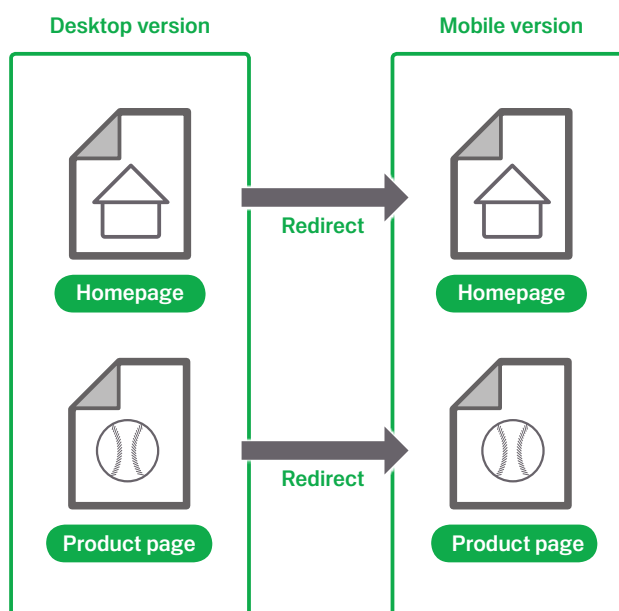 Desktop version
Mobile version
Redirect
Homepage
Homepage
Redirect
Product page
Product page